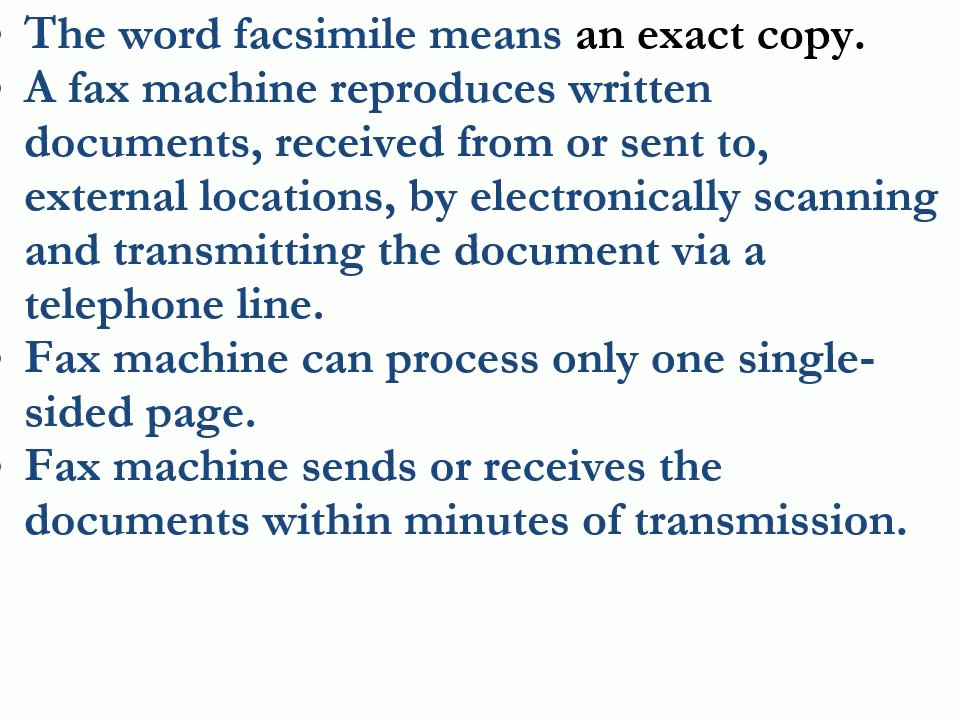 • The word facsimile means an exact copy.
• A fax machine reproduces written
documents, received from or sent to,
external locations, by electronically scanning
and transmitting the document via a
telephone line.
• Fax machine can process only one single-
sided page.
• Fax machine sends or receives the
documents within minutes of transmission.